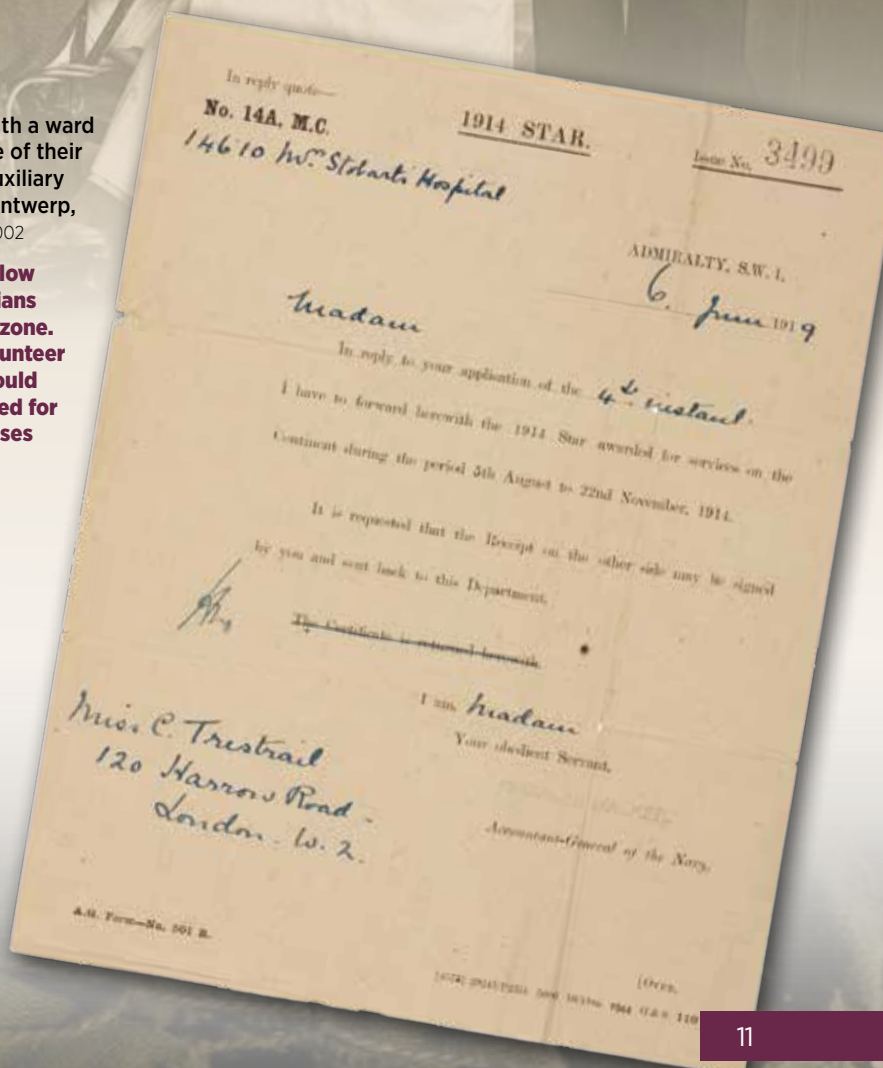 th a ward
e of their
uxiliary
ntwerp,
002
low
ians
zone.
unteer
ould
ed for
ses
In reply quote—
No. 14A, M.C.
14610 Mrs Stobarts Hospital
1914 STAR.
Issue No. 3499
ADMIRALTY, S.W. 1,
6. June 1919
Madam
In reply to your application of the 4th instant.
I have to forward herewith the 1914 Star awarded for services on the
Continent during the period 5th August to 22nd November, 1914.
It is requested that the Receipt on the other side may be signed
by you and sent back to this Department.
The Certificate is returned herewith.
I am, Madam
Your obedient Servant,
Accountant-General of the Navy.
Miss C. Trestrail
120 Harrow Road.
London. W. 2.
A.G. Form—No. 501 B.
[Over.
11